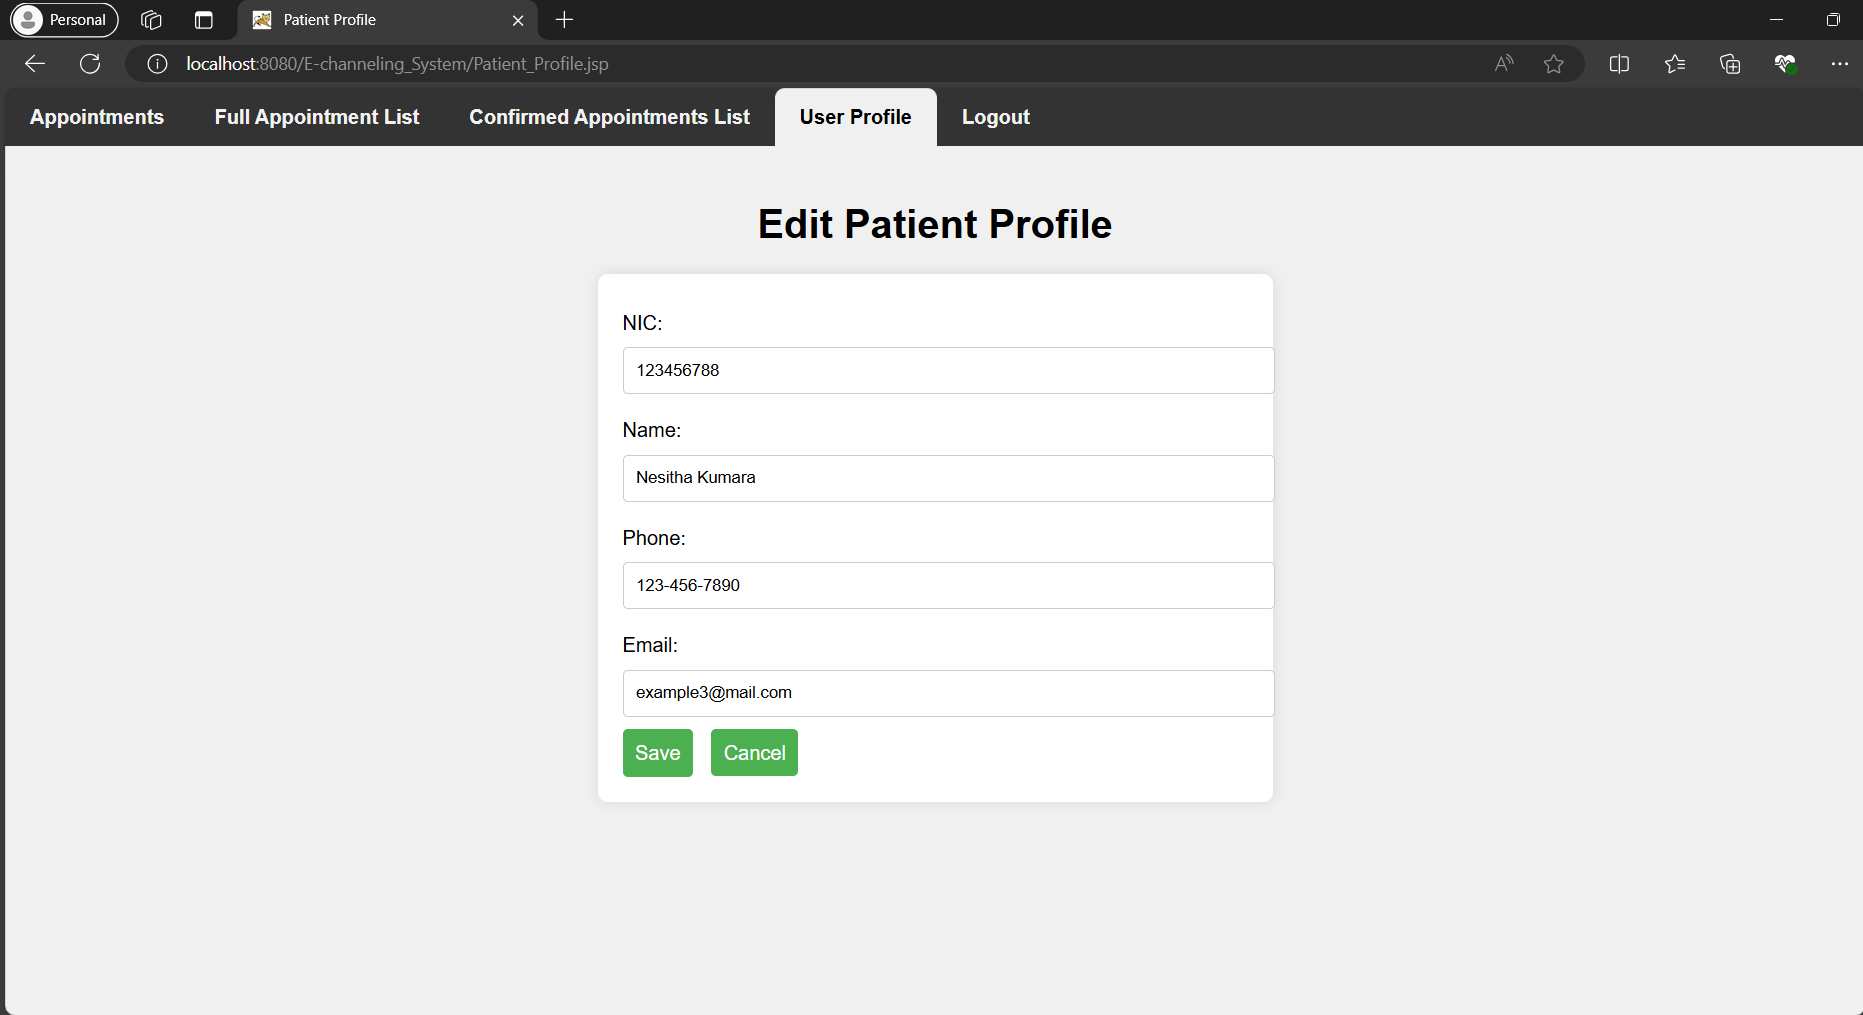 Personal
Patient Profile
localhost:8080/E-channeling_System/Patient_Profile.jsp
Appointments Full Appointment List Confirmed Appointments List User Profile Logout
Edit Patient Profile
NIC:
123456788
Name:
Nesitha Kumara
Phone:
123-456-7890
Email:
example3@mail.com
Save Cancel